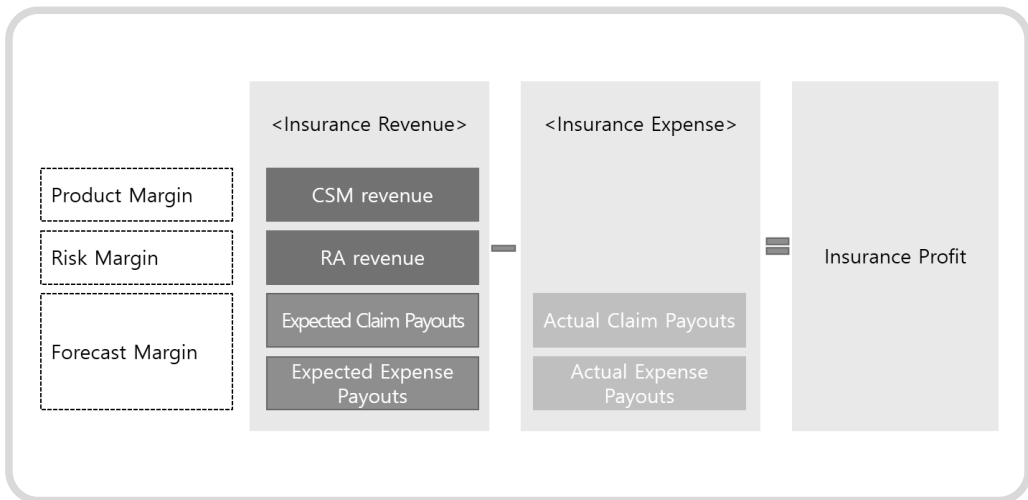 <Insurance Revenue>
<Insurance Expense>
Product Margin
CSM revenue
Risk Margin
RA revenue
Insurance Profit
Forecast Margin
Expected Claim Payouts
Actual Claim Payouts
Expected Expense
Payouts
Actual Expense
Payouts